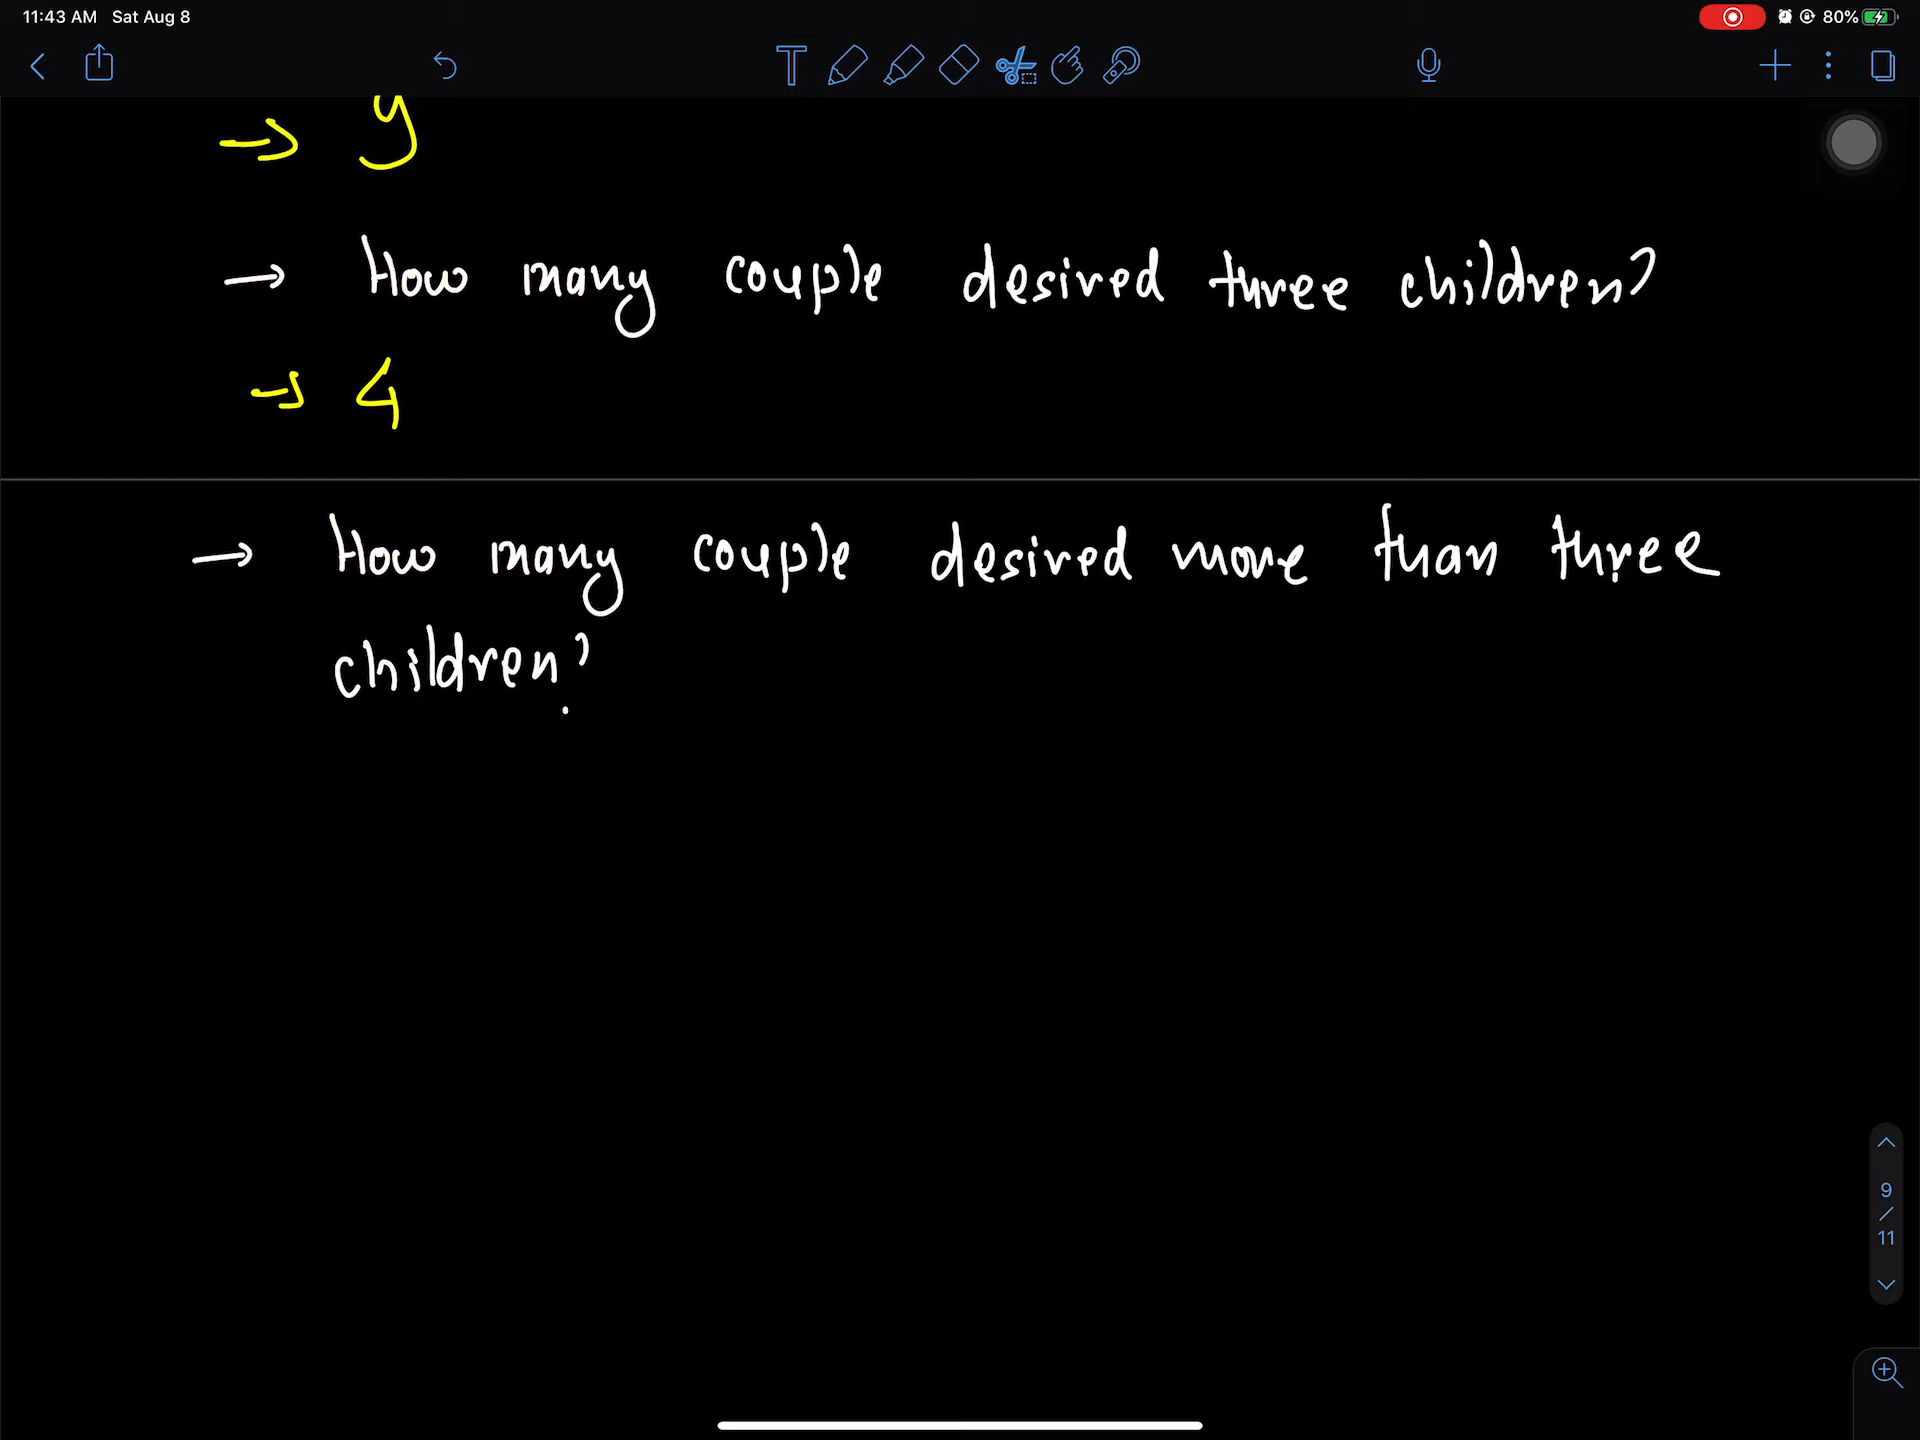 11:43 AM Sat Aug 8
80%
T
→ y
→ How many couple desired three children?
→ 4
→ How many couple desired more than three
children?
9
/
11